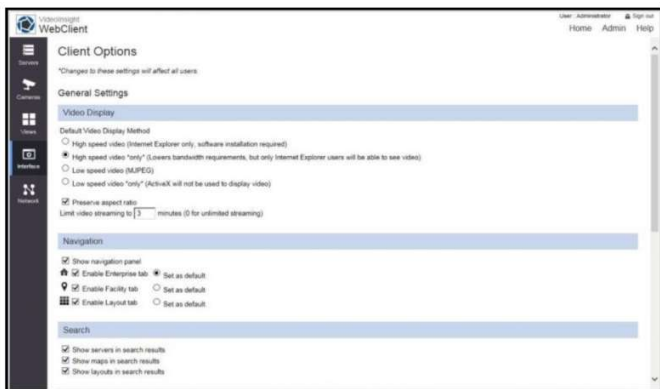 VideoInsight
WebClient
User : Administrator Sign out
Home Admin Help
Servers
Cameras
Views
Interface
Network
Client Options
*Changes to these settings will affect all users
General Settings
Video Display
Default Video Display Method
High speed video (Internet Explorer only, software installation required)
High speed video "only" (Lowers bandwidth requirements, but only Internet Explorer users will be able to see video)
Low speed video (MJPEG)
Low speed video "only" (ActiveX will not be used to display video)
Preserve aspect ratio
Limit video streaming to 3 minutes (0 for unlimited streaming)
Navigation
Show navigation panel
Enable Enterprise tab Set as default
Enable Facility tab Set as default
Enable Layout tab Set as default
Search
Show servers in search results
Show maps in search results
Show layouts in search results